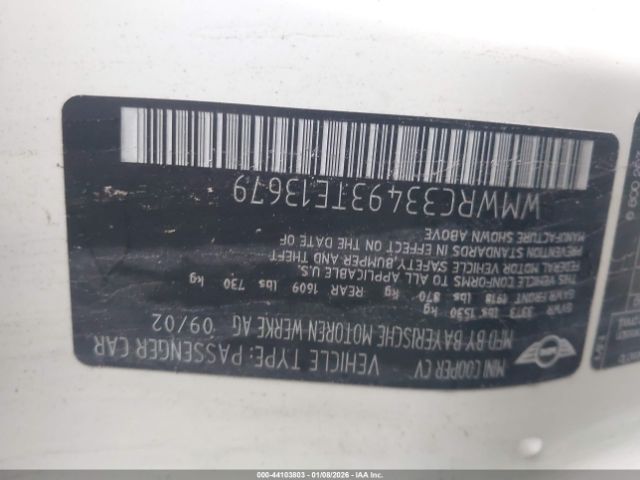 MINI COOPER CV
VEHICLE TYPE: PASSENGER CAR
MFD BY BAYERISCHE MOTOREN WERKE AG 09/02
GVWR 3373 lbs 1530 kg
GAWR FRONT 1918 lbs 870 kg REAR 1609 lbs 730 kg
THIS VEHICLE CONFORMS TO ALL APPLICABLE U.S.
FEDERAL MOTOR VEHICLE SAFETY, BUMPER AND THEFT
PREVENTION STANDARDS IN EFFECT ON THE DATE OF
MANUFACTURE SHOWN ABOVE
WMWRC33493TE13679
000-44103803 - 01/08/2026 - IAAI.COM